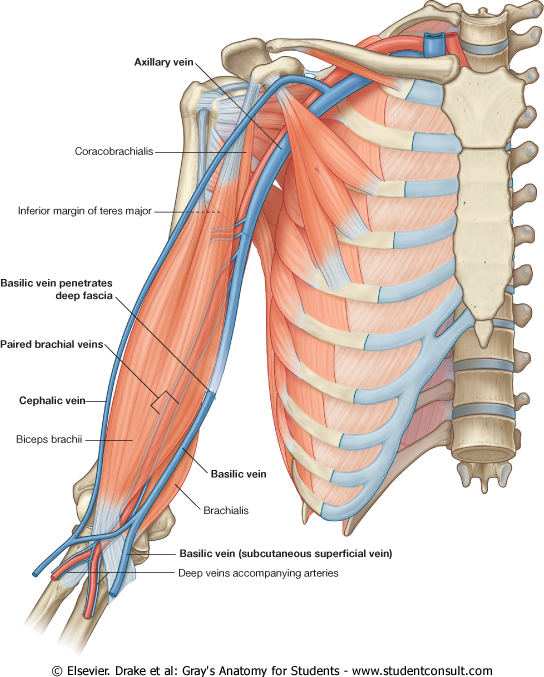 Axillary vein
Coracobrachialis
Inferior margin of teres major
Basilic vein penetrates
deep fascia
Paired brachial veins
Cephalic vein
Biceps brachii
Basilic vein
Brachialis
Basilic vein (subcutaneous superficial vein)
Deep veins accompanying arteries
© Elsevier. Drake et al: Gray's Anatomy for Students - www.studentconsult.com